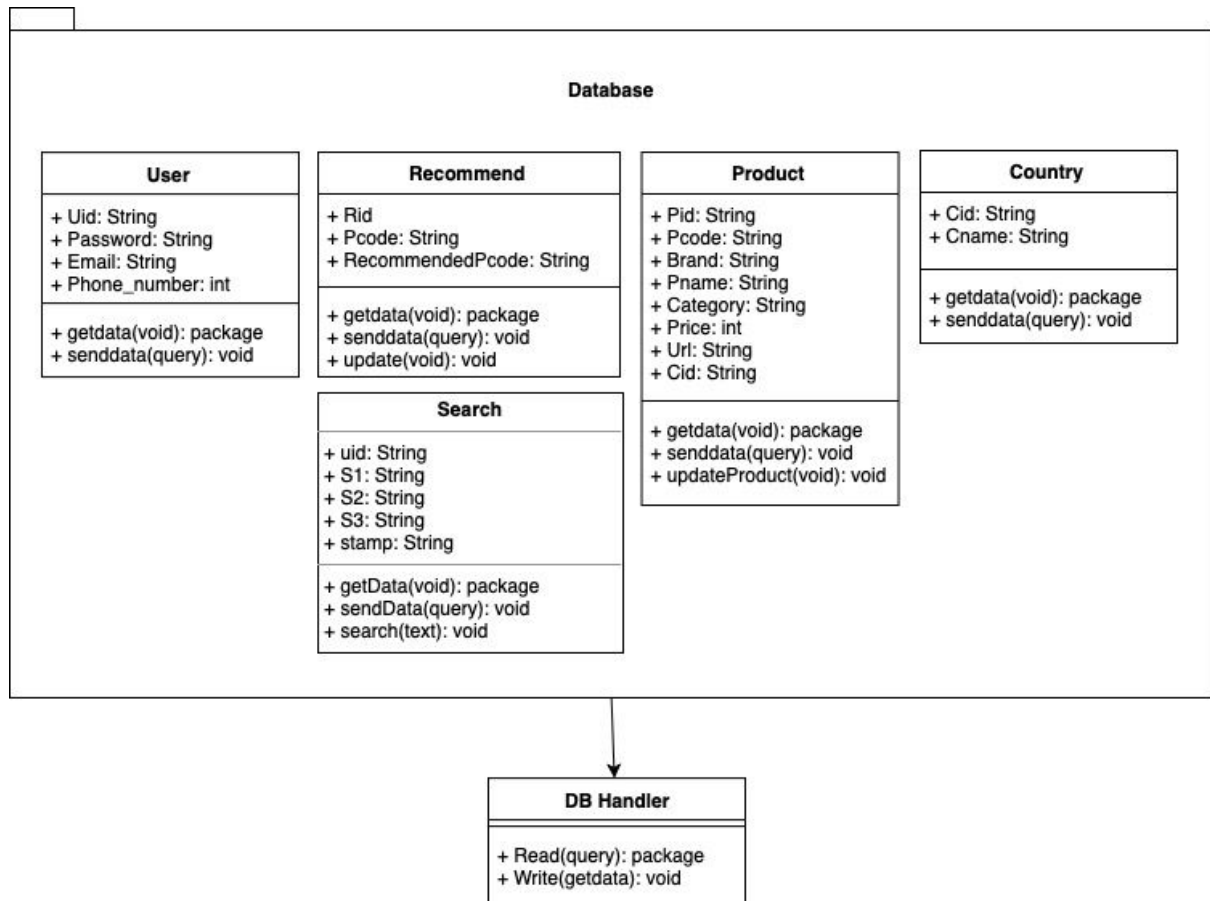 Database
User
+ Uid: String
+ Password: String
+ Email: String
+ Phone_number: int
+ getdata(void): package
+ senddata(query): void
Recommend
+ Rid
+ Pcode: String
+ RecommendedPcode: String
+ getdata(void): package
+ senddata(query): void
+ update(void): void
Product
+ Pid: String
+ Pcode: String
+ Brand: String
+ Pname: String
+ Category: String
+ Price: int
+ Url: String
+ Cid: String
+ getdata(void): package
+ senddata(query): void
+ updateProduct(void): void
Country
+ Cid: String
+ Cname: String
+ getdata(void): package
+ senddata(query): void
Search
+ uid: String
+ S1: String
+ S2: String
+ S3: String
+ stamp: String
+ getData(void): package
+ sendData(query): void
+ search(text): void
DB Handler
+ Read(query): package
+ Write(getdata): void